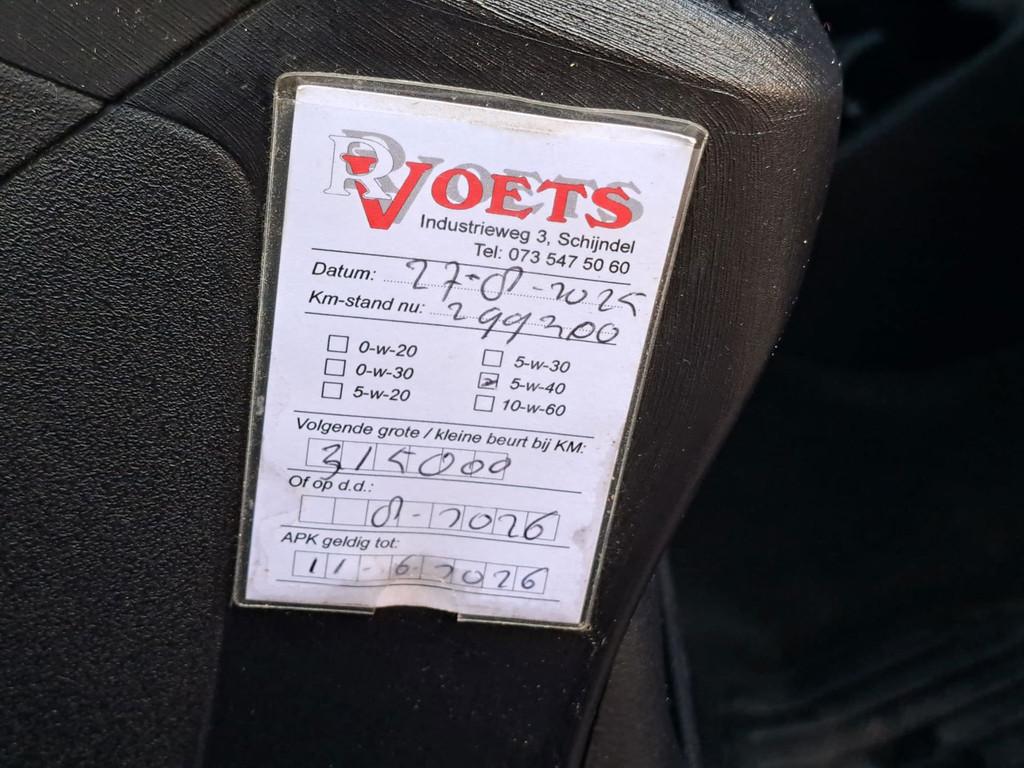 RVOETS
Industrieweg 3, Schijndel
Tel: 073 547 50 60
Datum: 27-8-2025
Km-stand nu: 299200
0-w-20
5-w-30
0-w-30
5-w-40
5-w-20
10-w-60
Volgende grote / kleine beurt bij KM:
315000
Of op d.d.:
8-2026
APK geldig tot:
11-6-2026